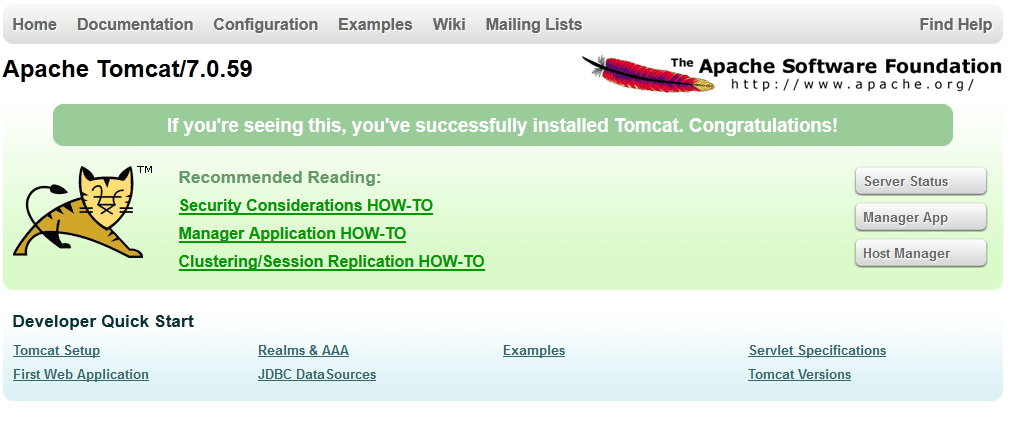 Home Documentation Configuration Examples Wiki Mailing Lists Find Help
Apache Tomcat/7.0.59
The Apache Software Foundation
http://www.apache.org/
If you're seeing this, you've successfully installed Tomcat. Congratulations!
TM
Recommended Reading:
Security Considerations HOW-TO
Manager Application HOW-TO
Clustering/Session Replication HOW-TO
Server Status
Manager App
Host Manager
Developer Quick Start
Tomcat Setup Realms & AAA Examples Servlet Specifications
First Web Application JDBC DataSources Tomcat Versions